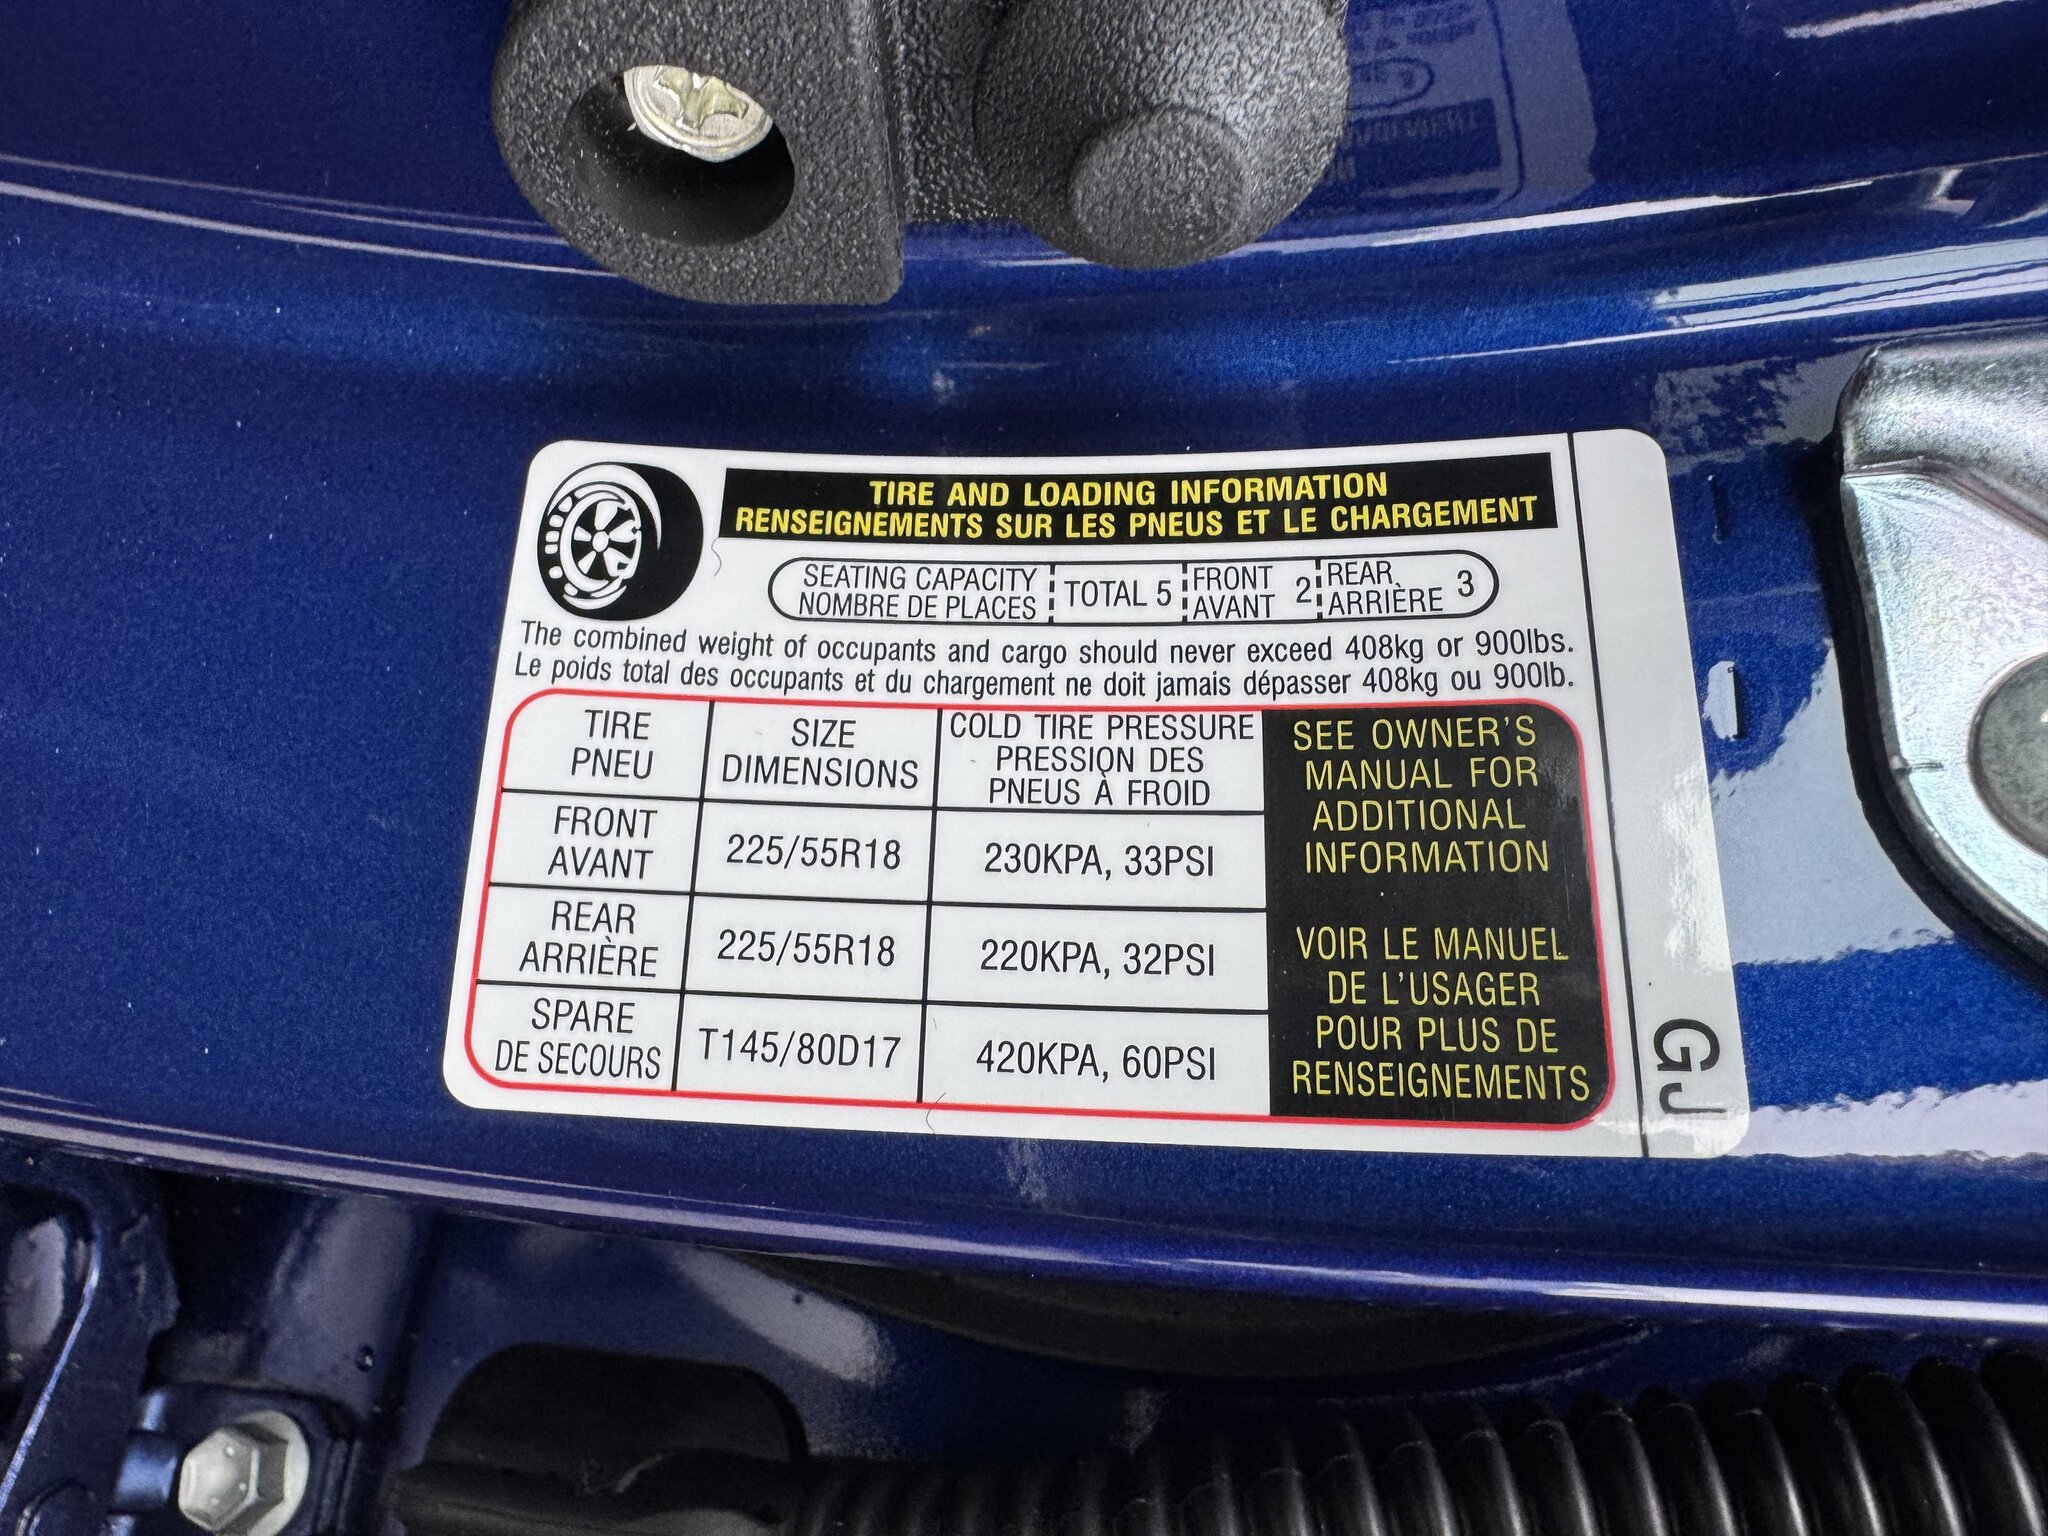 TIRE AND LOADING INFORMATION
RENSEIGNEMENTS SUR LES PNEUS ET LE CHARGEMENT
SEATING CAPACITY
NOMBRE DE PLACES
TOTAL 5
FRONT
AVANT 2
REAR
ARRIÈRE 3
The combined weight of occupants and cargo should never exceed 408kg or 900lbs.
Le poids total des occupants et du chargement ne doit jamais dépasser 408kg ou 900lb.
TIRE
PNEU
SIZE
DIMENSIONS
COLD TIRE PRESSURE
PRESSION DES
PNEUS À FROID
FRONT
AVANT
225/55R18
230KPA, 33PSI
REAR
ARRIÈRE
225/55R18
220KPA, 32PSI
SPARE
DE SECOURS
T145/80D17
420KPA, 60PSI
SEE OWNER'S
MANUAL FOR
ADDITIONAL
INFORMATION
VOIR LE MANUEL
DE L'USAGER
POUR PLUS DE
RENSEIGNEMENTS
GJ